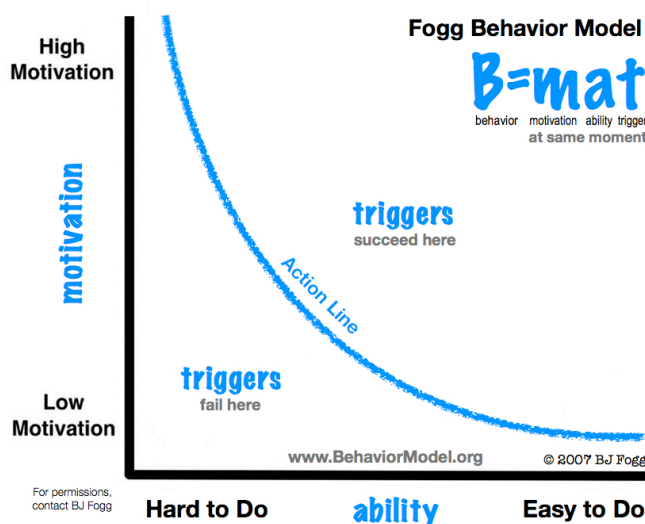 Fogg Behavior Model
High
Motivation
B=mat
behavior motivation ability trigger
at same moment
motivation
triggers
succeed here
Action Line
triggers
fail here
Low
Motivation
www.BehaviorModel.org
© 2007 BJ Fogg
For permissions,
contact BJ Fogg
Hard to Do
ability
Easy to Do